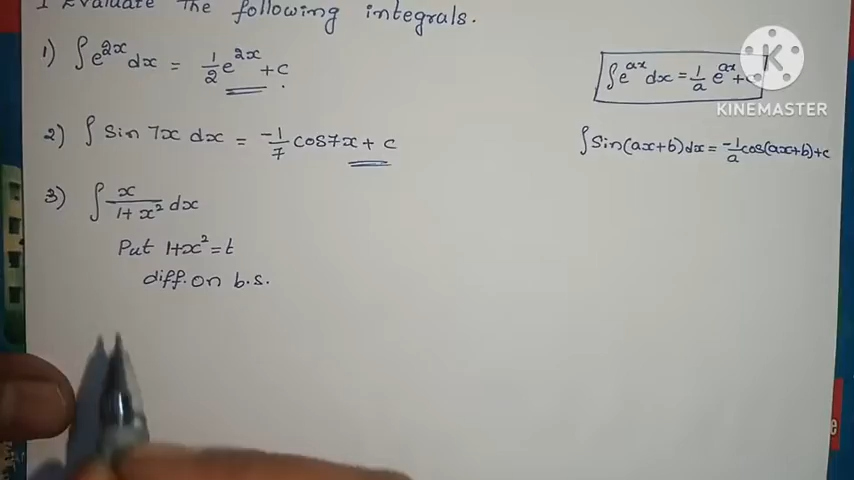 I Evaluate The following integrals.
1) ∫e^{2x} dx = 1/2 e^{2x} + c.
∫e^{ax} dx = 1/a e^{ax} + c
K
KINEMASTER
2) ∫ Sin 7x dx = -1/7 cos7x + c
∫Sin(ax+b)dx = -1/a cos(ax+b)+c
3) ∫ x/(1+x²) dx
Put 1+x² = t
diff. on b.s.